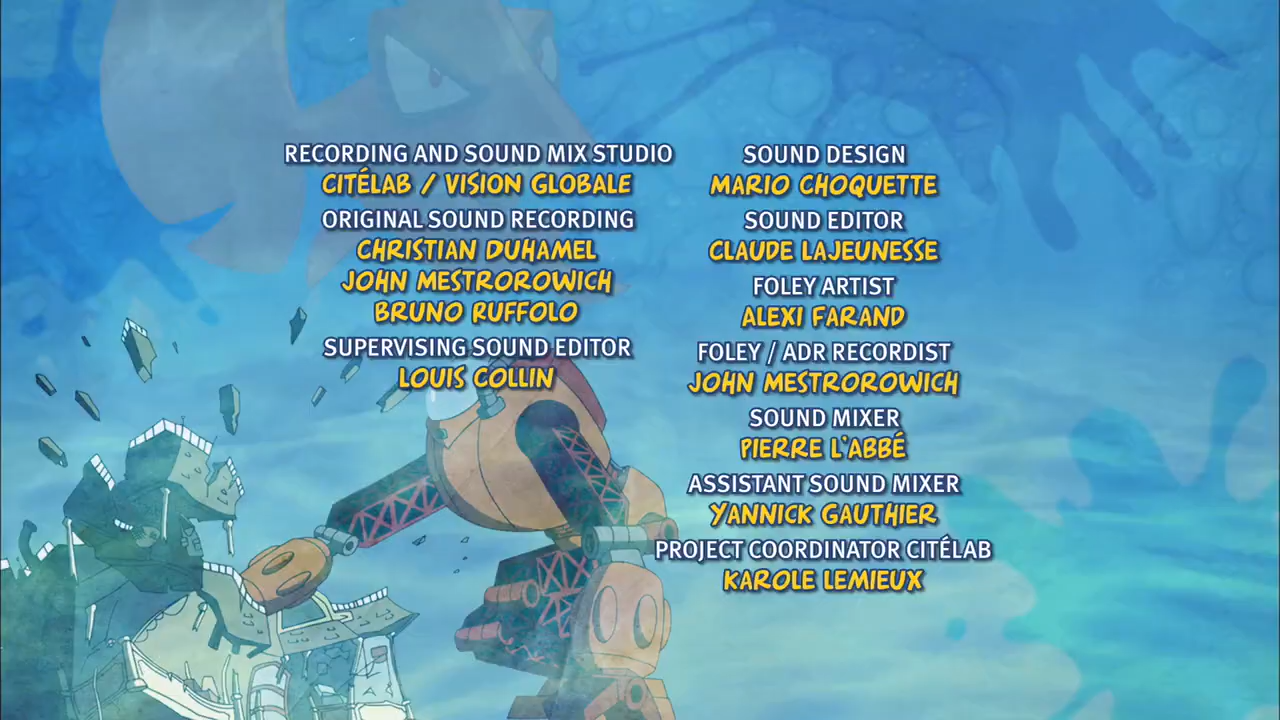 RECORDING AND SOUND MIX STUDIO
CITÉLAB / VISION GLOBALE
ORIGINAL SOUND RECORDING
CHRISTIAN DUHAMEL
JOHN MESTROROWICH
BRUNO RUFFOLO
SUPERVISING SOUND EDITOR
LOUIS COLLIN
SOUND DESIGN
MARIO CHOQUETTE
SOUND EDITOR
CLAUDE LAJEUNESSE
FOLEY ARTIST
ALEXI FARAND
FOLEY / ADR RECORDIST
JOHN MESTROROWICH
SOUND MIXER
PIERRE L'ABBÉ
ASSISTANT SOUND MIXER
YANNICK GAUTHIER
PROJECT COORDINATOR CITÉLAB
KAROLE LEMIEUX